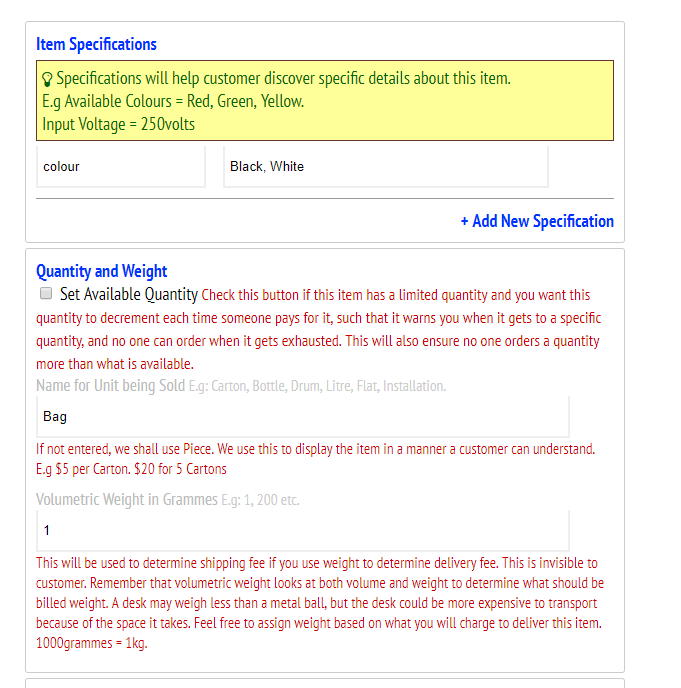 Item Specifications
Specifications will help customer discover specific details about this item.
E.g Available Colours = Red, Green, Yellow.
Input Voltage = 250volts
colour Black, White
+ Add New Specification
Quantity and Weight
Set Available Quantity Check this button if this item has a limited quantity and you want this
quantity to decrement each time someone pays for it, such that it warns you when it gets to a specific
quantity, and no one can order when it gets exhausted. This will also ensure no one orders a quantity
more than what is available.
Name for Unit being Sold E.g: Carton, Bottle, Drum, Litre, Flat, Installation.
Bag
If not entered, we shall use Piece. We use this to display the item in a manner a customer can understand.
E.g $5 per Carton. $20 for 5 Cartons
Volumetric Weight in Grammes E.g: 1, 200 etc.
1
This will be used to determine shipping fee if you use weight to determine delivery fee. This is invisible to
customer. Remember that volumetric weight looks at both volume and weight to determine what should be
billed weight. A desk may weigh less than a metal ball, but the desk could be more expensive to transport
because of the space it takes. Feel free to assign weight based on what you will charge to deliver this item.
1000grammes = 1kg.